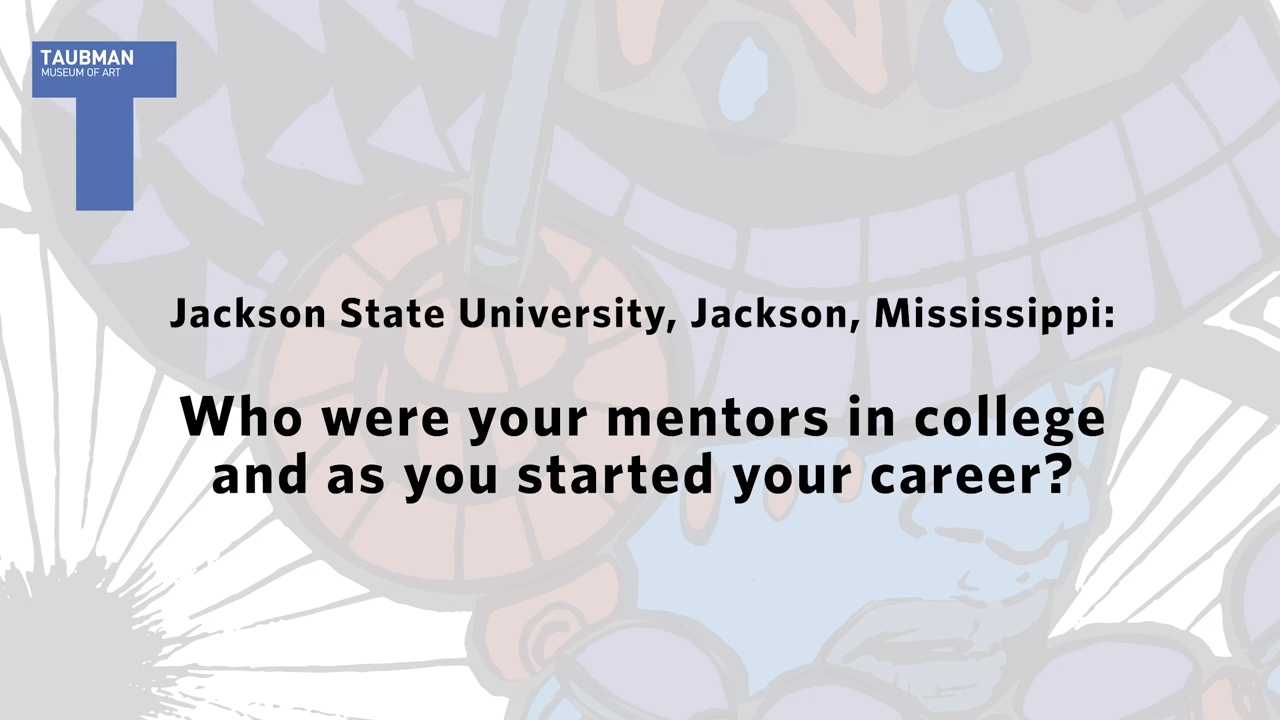 TAUBMAN
MUSEUM OF ART
Jackson State University, Jackson, Mississippi:
Who were your mentors in college
and as you started your career?